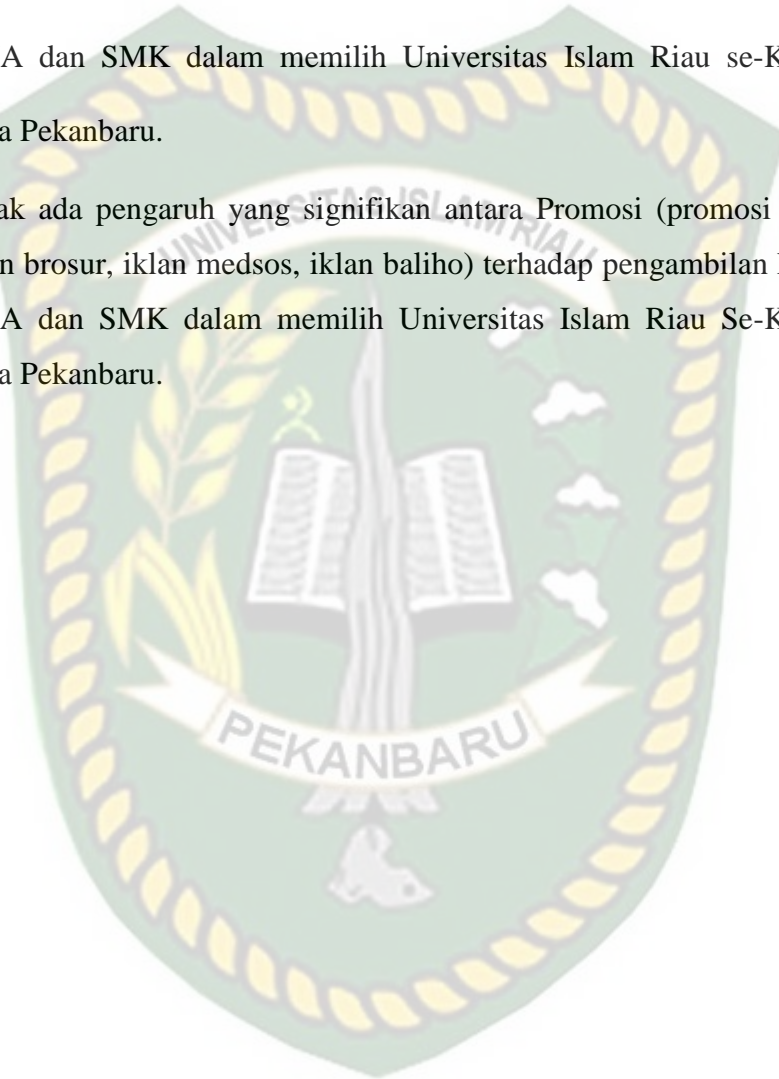 A dan SMK dalam memilih Universitas Islam Riau se-K
a Pekanbaru.
ak ada pengaruh yang signifikan antara Promosi (promosi
n brosur, iklan medsos, iklan baliho) terhadap pengambilan
A dan SMK dalam memilih Universitas Islam Riau Se-K
a Pekanbaru.
UNIVERSITAS ISLAM RIAU
PEKANBARU